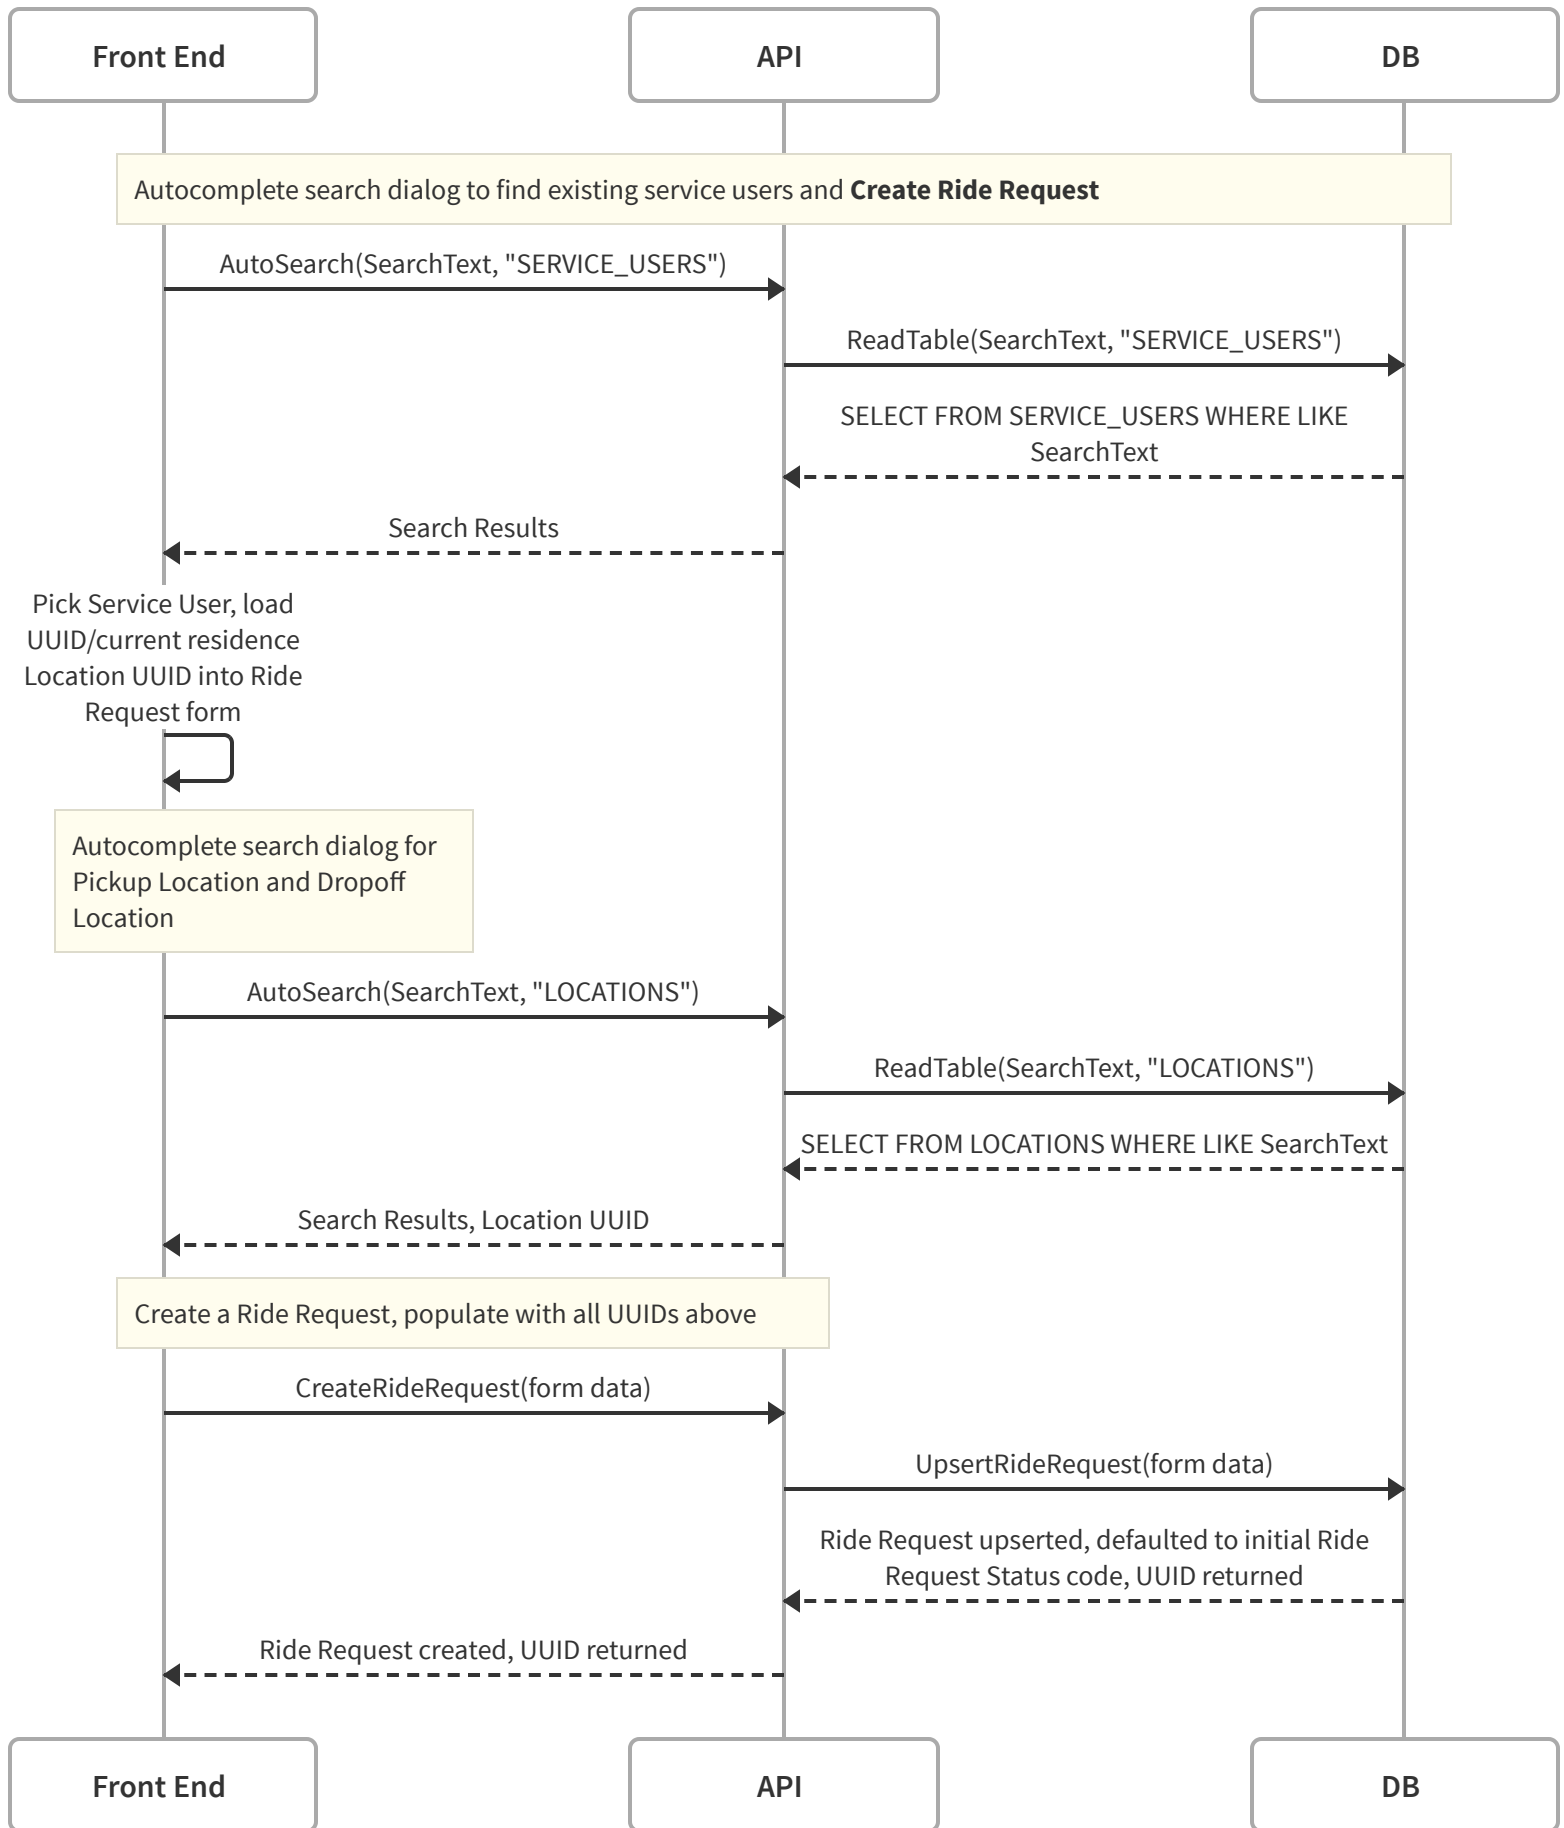 Front End
API
DB
Autocomplete search dialog to find existing service users and Create Ride Request
AutoSearch(SearchText, "SERVICE_USERS")
ReadTable(SearchText, "SERVICE_USERS")
SELECT FROM SERVICE_USERS WHERE LIKE
SearchText
Search Results
Pick Service User, load
UUID/current residence
Location UUID into Ride
Request form
Autocomplete search dialog for
Pickup Location and Dropoff
Location
AutoSearch(SearchText, "LOCATIONS")
ReadTable(SearchText, "LOCATIONS")
SELECT FROM LOCATIONS WHERE LIKE SearchText
Search Results, Location UUID
Create a Ride Request, populate with all UUIDs above
CreateRideRequest(form data)
UpsertRideRequest(form data)
Ride Request upserted, defaulted to initial Ride
Request Status code, UUID returned
Ride Request created, UUID returned
Front End
API
DB